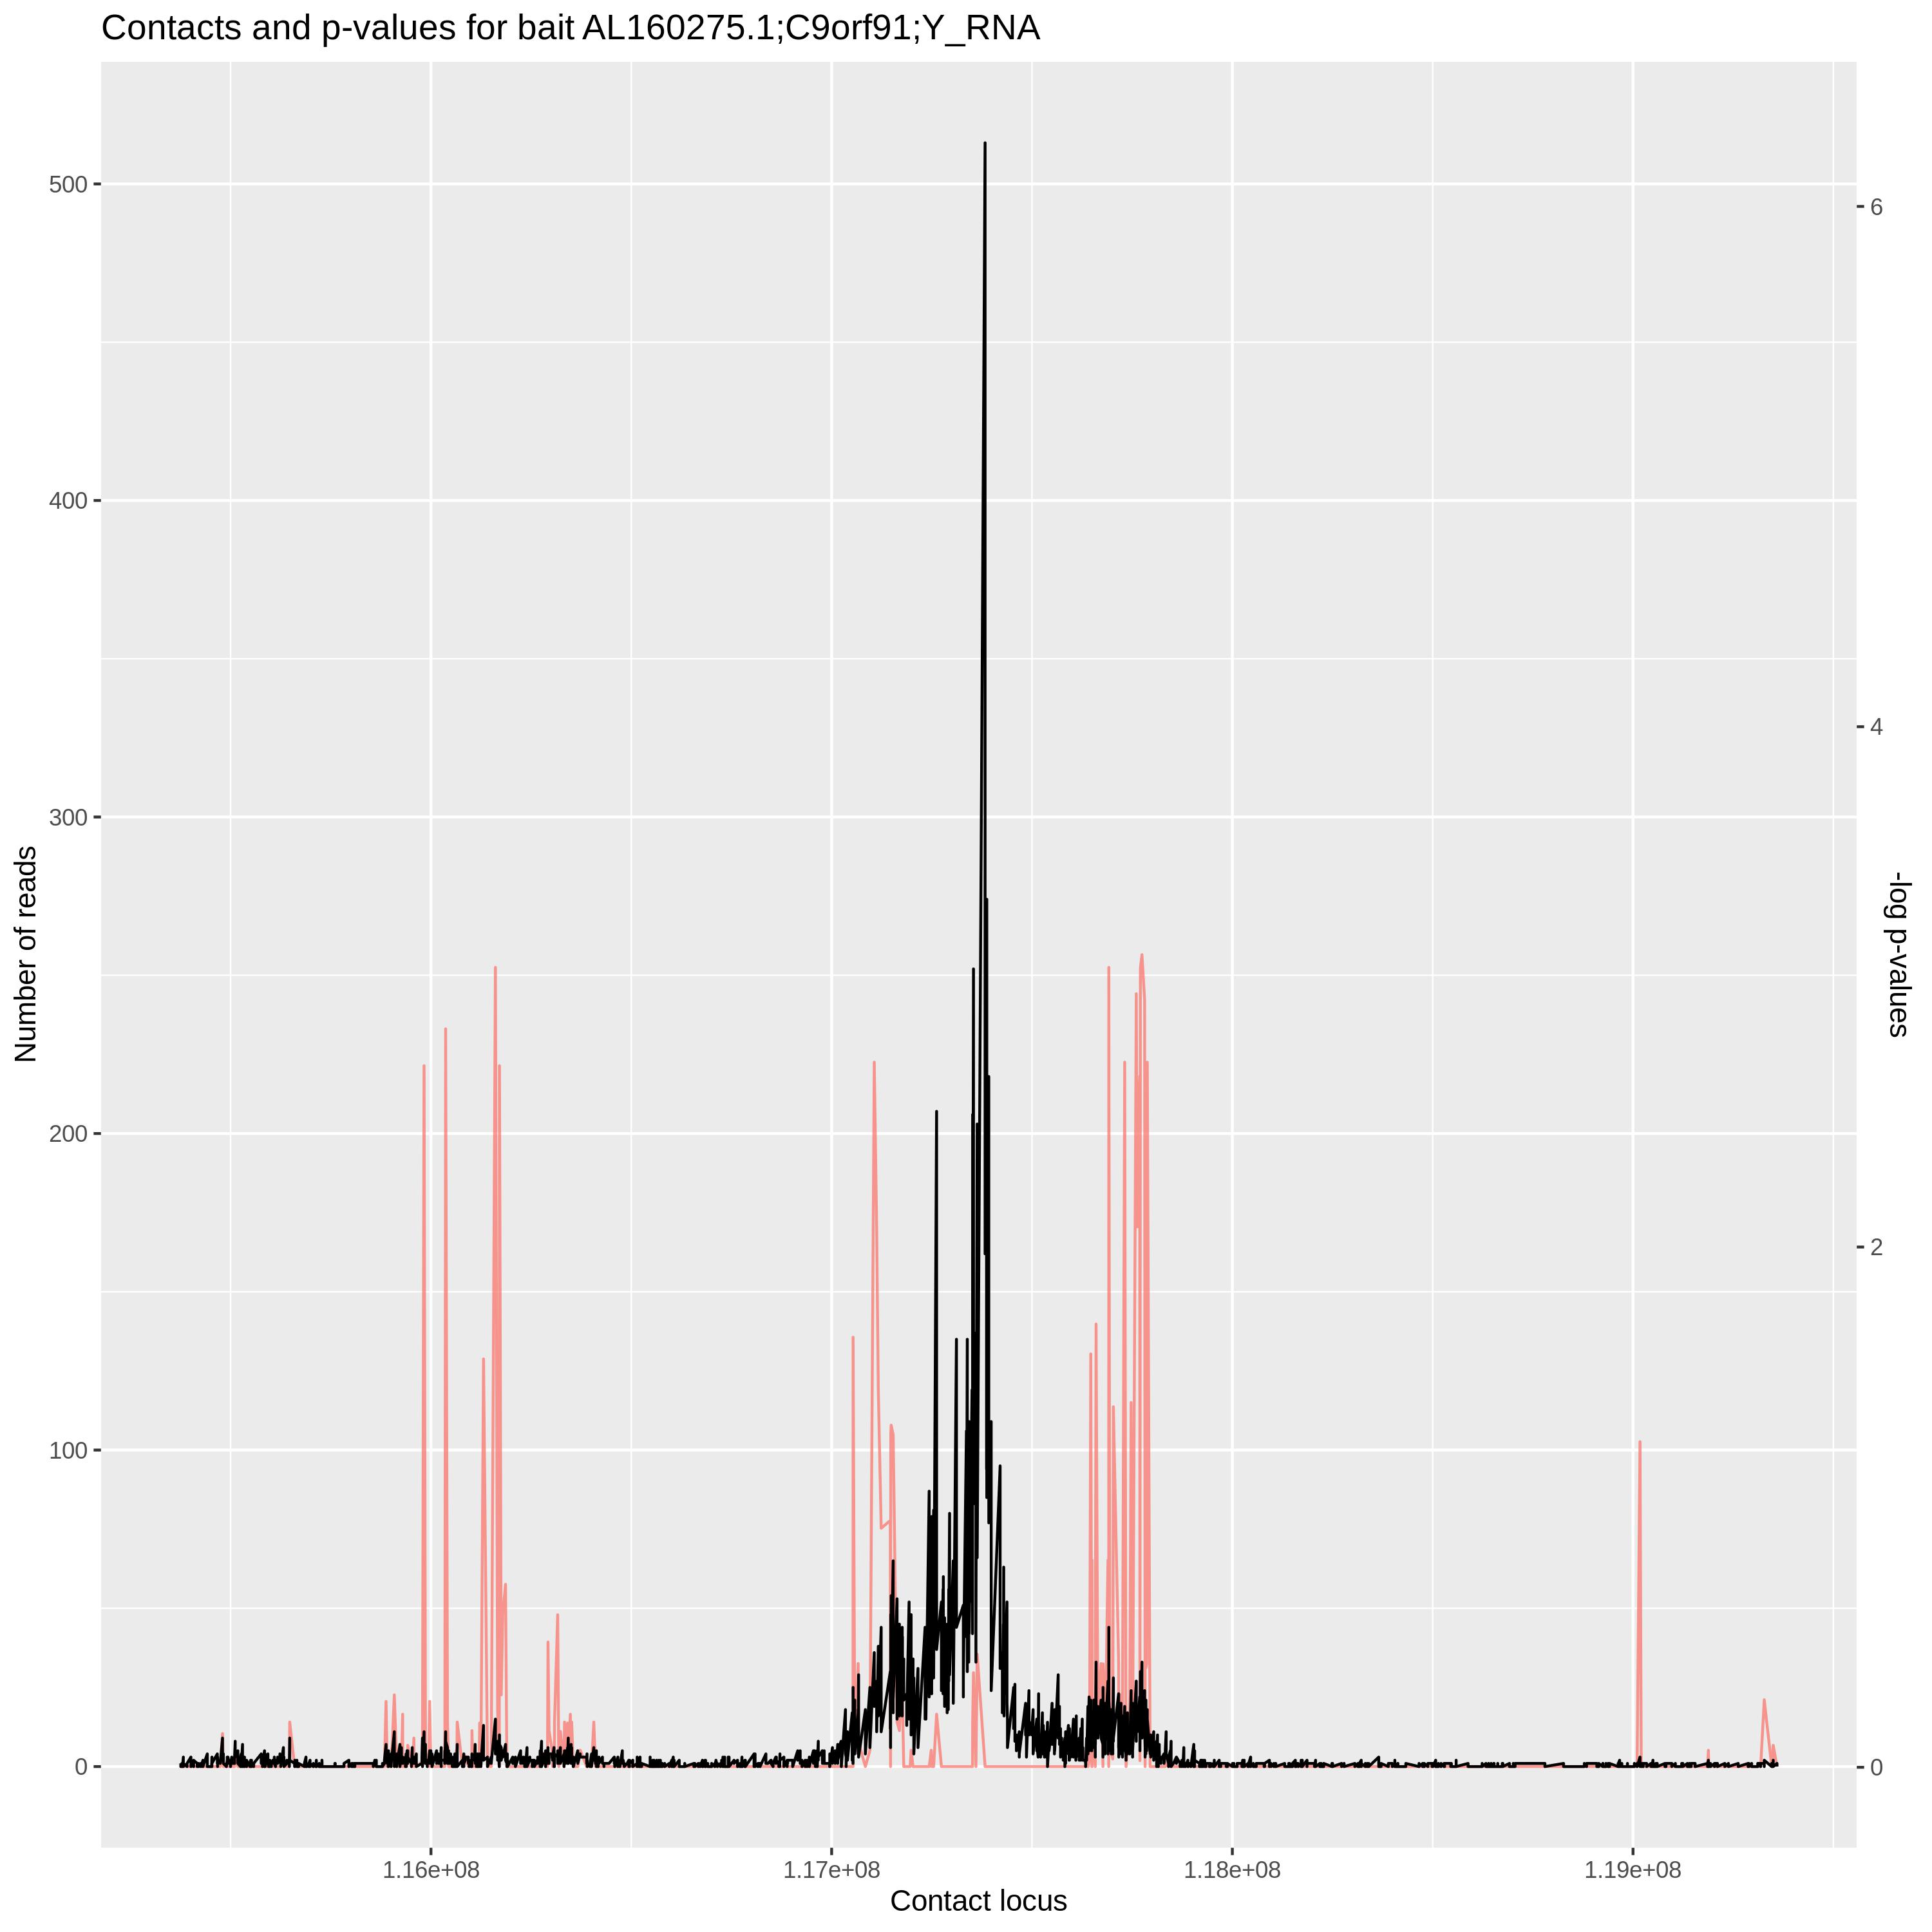 Contacts and p-values for bait AL160275.1;C9orf91;Y_RNA
500
400
300
200
100
0
Number of reads
6
4
2
0
-log p-values
1.16e+08
1.17e+08
1.18e+08
1.19e+08
Contact locus